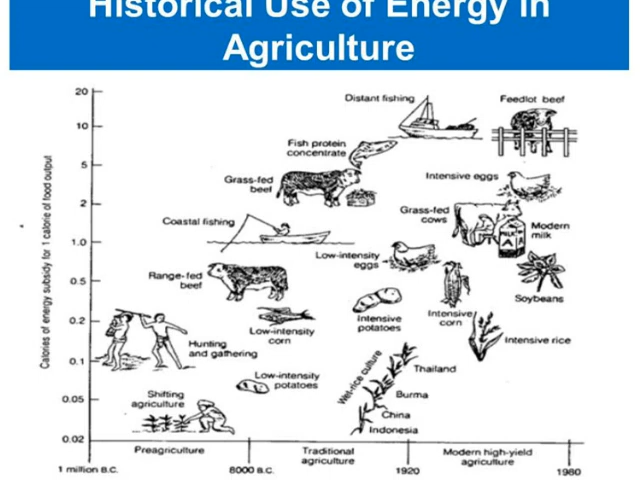 Historical Use of Energy in
Agriculture
Calories of energy subsidy for 1 calorie of food output
20
10
5
2
1.0
0.5
0.2
0.1
0.05
0.02
Distant fishing
Feedlot beef
Fish protein
concentrate
Grass-fed
beef
Intensive eggs
Coastal fishing
Grass-fed
cows
Modern
milk
MILK
A
Low-intensity
eggs
Range-fed
beef
Soybeans
Intensive
potatoes
Intensive
corn
Low-intensity
corn
Hunting
and gathering
Intensive rice
Low-intensity
potatoes
Wet-rice culture
Thailand
Shifting
agriculture
Burma
China
Indonesia
Preagriculture
Traditional
agriculture
Modern high-yield
agriculture
1 million B.C.
8000 B.C.
1920
1980